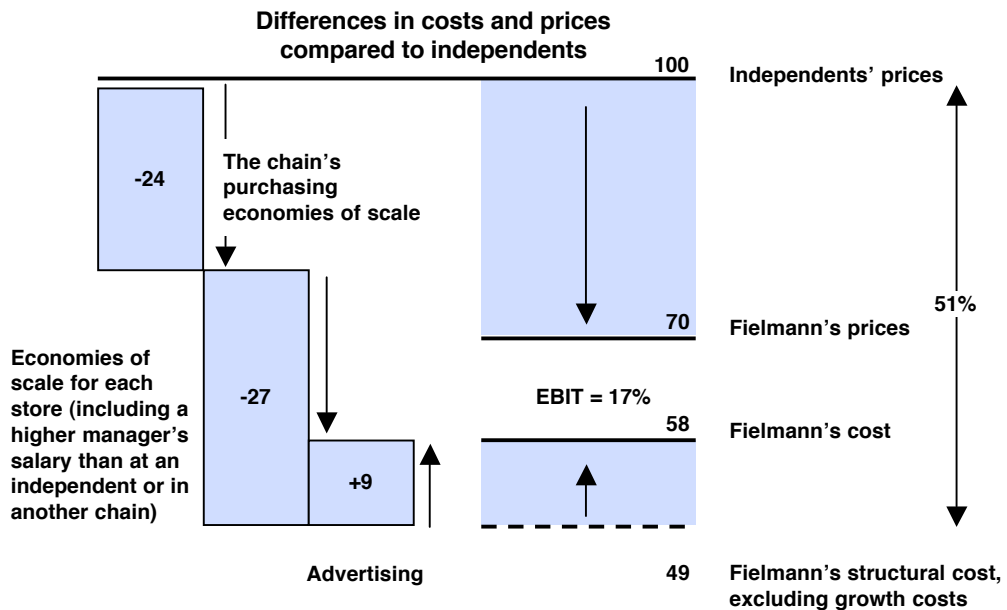 Differences in costs and prices
compared to independents
100
Independents’ prices
-24
The chain’s
purchasing
economies of scale
51%
70
Fielmann’s prices
Economies of
scale for each
store (including a
higher manager’s
salary than at an
independent or in
another chain)
-27
EBIT = 17%
58
Fielmann’s cost
+9
Advertising
49
Fielmann’s structural cost,
excluding growth costs